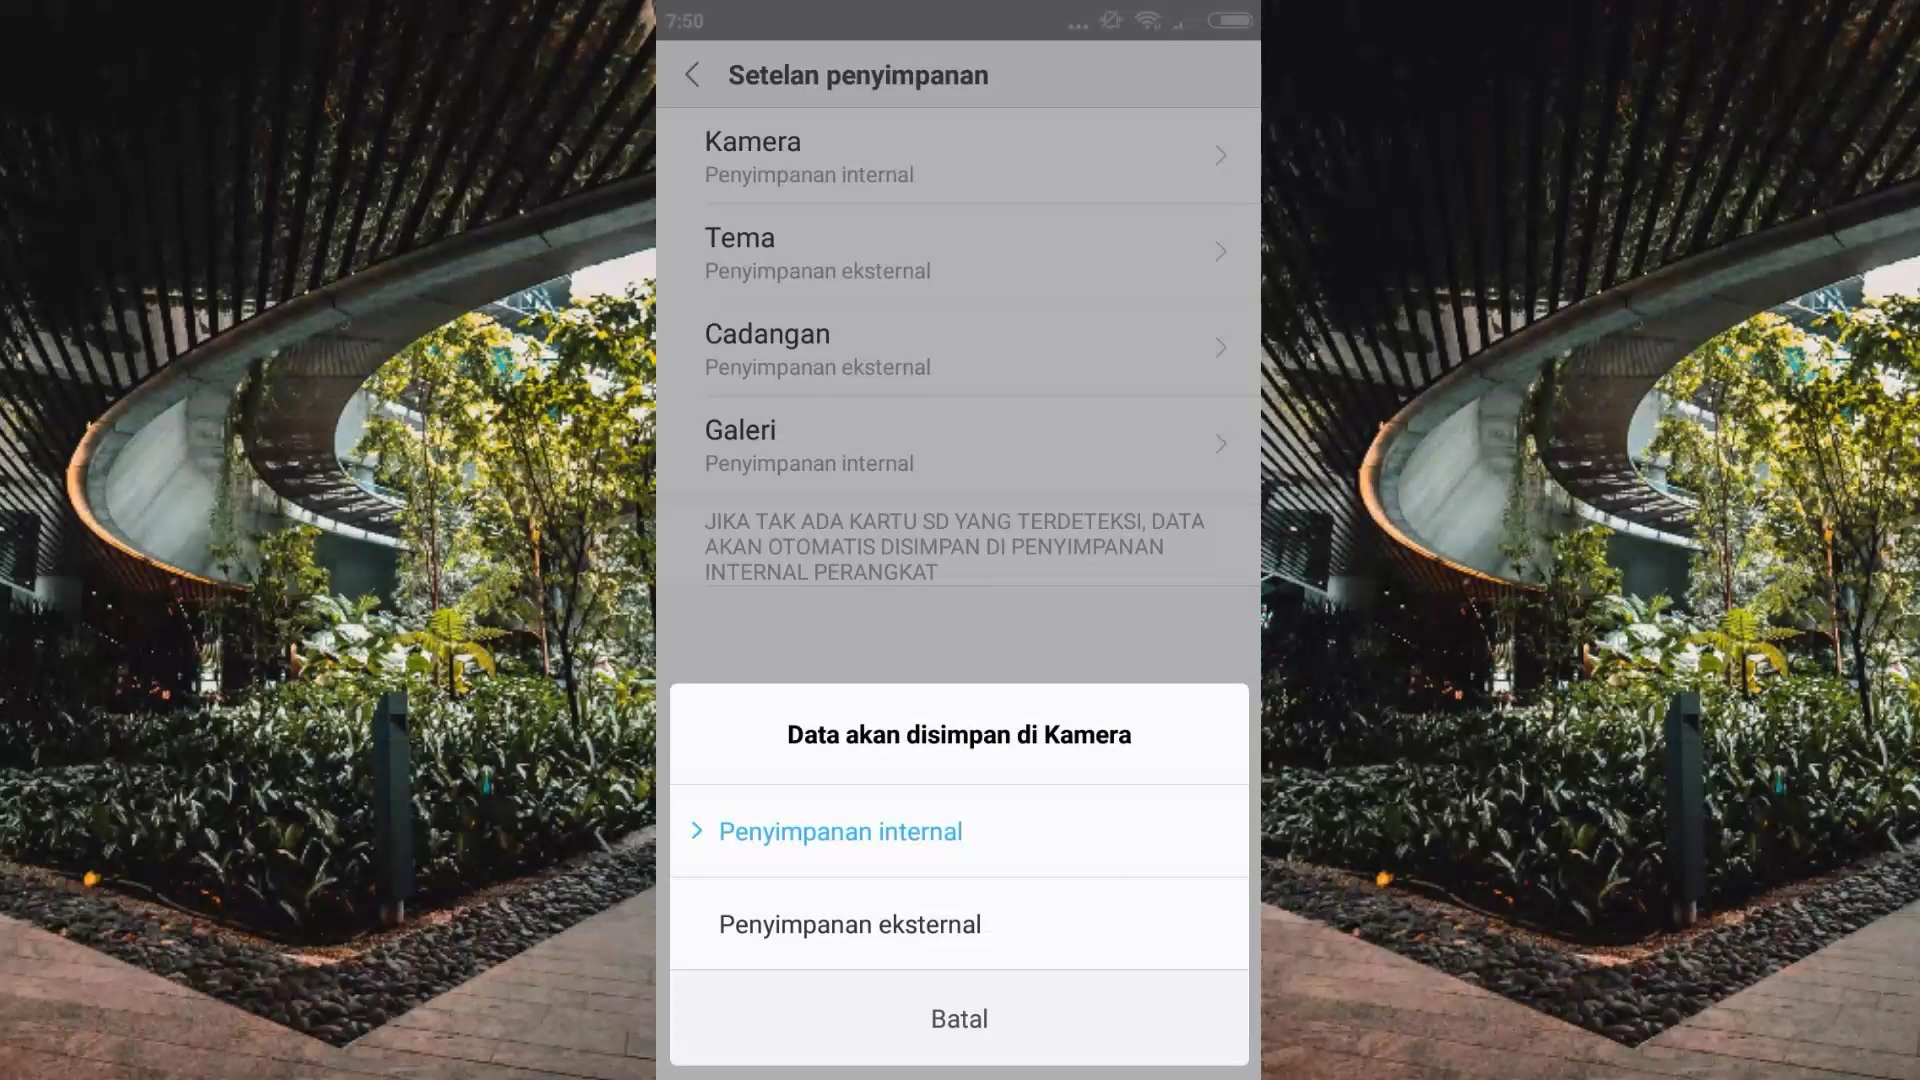 7:50
Setelan penyimpanan
Kamera
Penyimpanan internal
Tema
Penyimpanan eksternal
Cadangan
Penyimpanan eksternal
Galeri
Penyimpanan internal
JIKA TAK ADA KARTU SD YANG TERDETEKSI, DATA
AKAN OTOMATIS DISIMPAN DI PENYIMPANAN
INTERNAL PERANGKAT
Data akan disimpan di Kamera
Penyimpanan internal
Penyimpanan eksternal
Batal